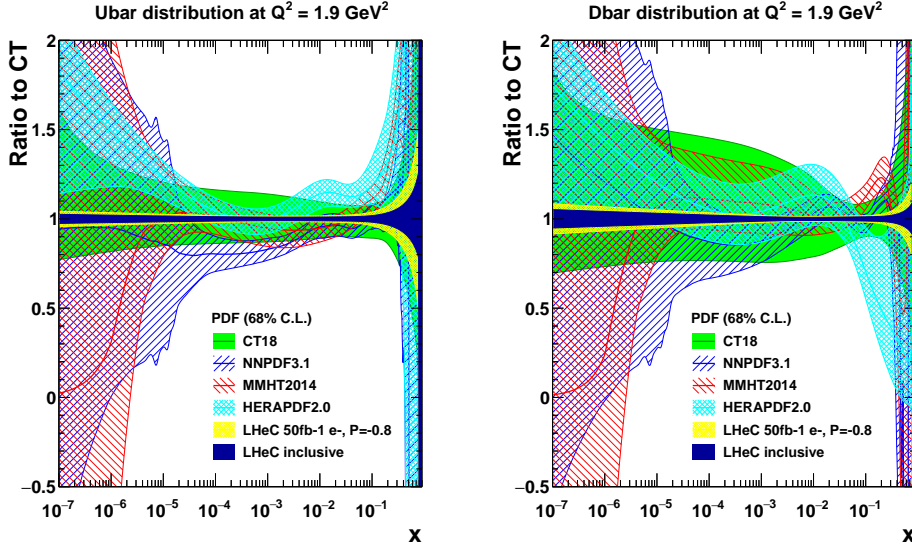 Ubar distribution at Q² = 1.9 GeV²
Ratio to CT
2
1.5
1
0.5
0
−0.5
PDF (68% C.L.)
CT18
NNPDF3.1
MMHT2014
HERAPDF2.0
LHeC 50fb-1 e-, P=-0.8
LHeC inclusive
10⁻⁷ 10⁻⁶ 10⁻⁵ 10⁻⁴ 10⁻³ 10⁻² 10⁻¹
x
Dbar distribution at Q² = 1.9 GeV²
Ratio to CT
2
1.5
1
0.5
0
−0.5
PDF (68% C.L.)
CT18
NNPDF3.1
MMHT2014
HERAPDF2.0
LHeC 50fb-1 e-, P=-0.8
LHeC inclusive
10⁻⁷ 10⁻⁶ 10⁻⁵ 10⁻⁴ 10⁻³ 10⁻² 10⁻¹
x